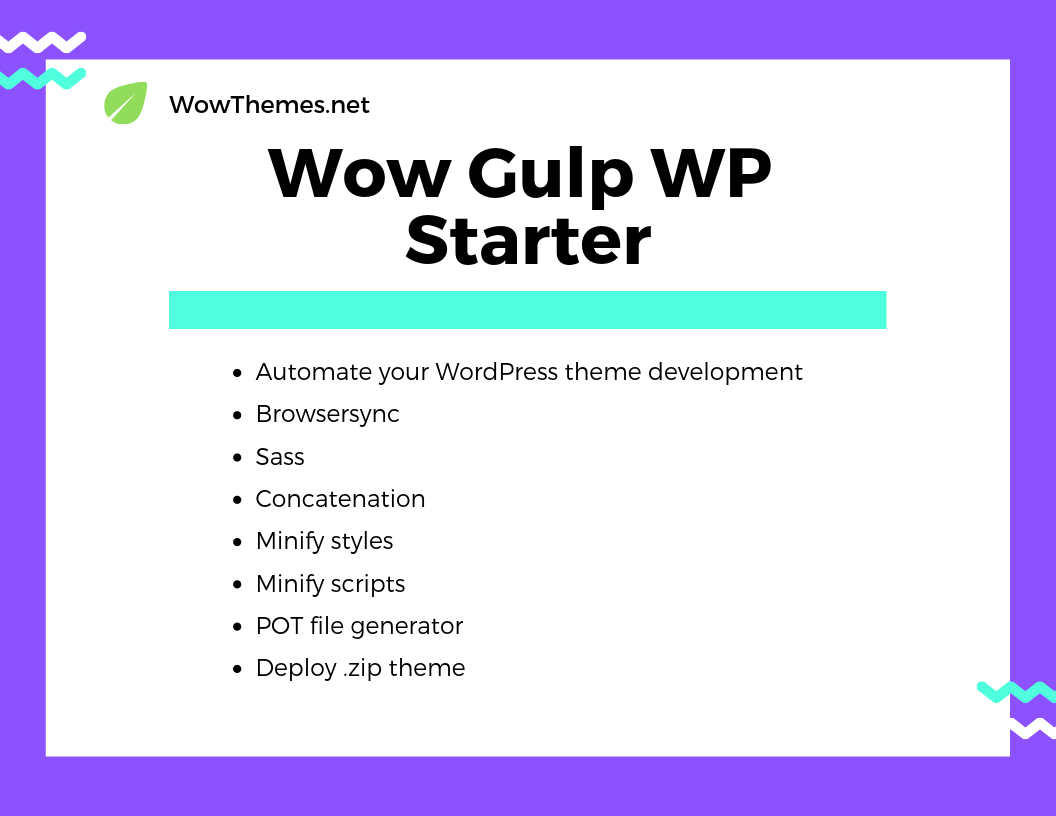 WowThemes.net
Wow Gulp WP
Starter
• Automate your WordPress theme development
• Browsersync
• Sass
• Concatenation
• Minify styles
• Minify scripts
• POT file generator
• Deploy .zip theme